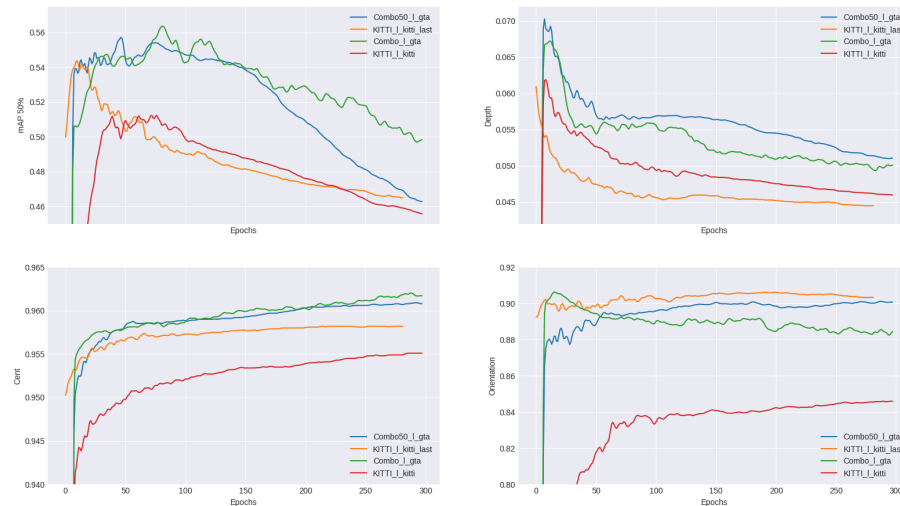 0.56
0.54
0.52
0.50
0.48
0.46
mAP 50%
Epochs
Combo50_l_gta
KITTI_l_kitti_last
Combo_l_gta
KITTI_l_kitti
0.070
0.065
0.060
0.055
0.050
0.045
Depth
Epochs
Combo50_l_gta
KITTI_l_kitti_last
Combo_l_gta
KITTI_l_kitti
0.965
0.960
0.955
0.950
0.945
0.940
Cent
0 50 100 150 200 250 300
Epochs
Combo50_l_gta
KITTI_l_kitti_last
Combo_l_gta
KITTI_l_kitti
0.92
0.90
0.88
0.86
0.84
0.82
0.80
Orientation
0 50 100 150 200 250 300
Epochs
Combo50_l_gta
KITTI_l_kitti_last
Combo_l_gta
KITTI_l_kitti